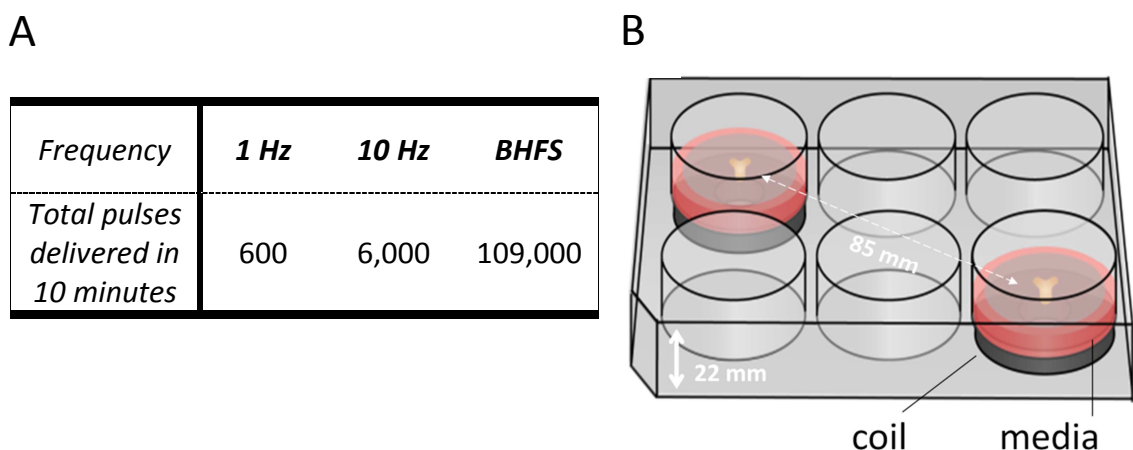 A
Frequency 1 Hz 10 Hz BHFS
Total pulses
delivered in 600 6,000 109,000
10 minutes
B
85 mm
22 mm
coil media